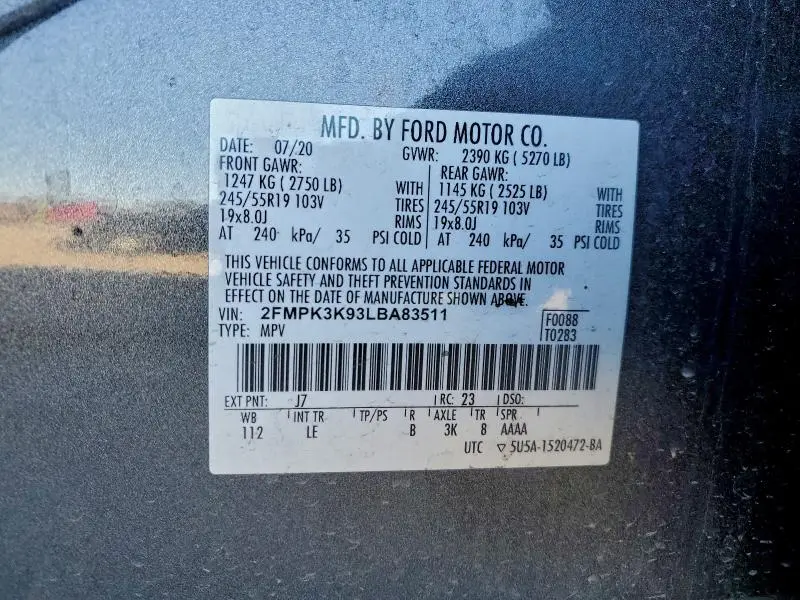 MFD. BY FORD MOTOR CO.
DATE: 07/20 GVWR: 2390 KG ( 5270 LB)
FRONT GAWR: REAR GAWR:
1247 KG ( 2750 LB) WITH 1145 KG ( 2525 LB) WITH
245/55R19 103V TIRES 245/55R19 103V TIRES
19x8.0J RIMS 19x8.0J RIMS
AT 240 kPa/ 35 PSI COLD AT 240 kPa/ 35 PSI COLD
THIS VEHICLE CONFORMS TO ALL APPLICABLE FEDERAL MOTOR
VEHICLE SAFETY AND THEFT PREVENTION STANDARDS IN
EFFECT ON THE DATE OF MANUFACTURE SHOWN ABOVE.
VIN: 2FMPK3K93LBA83511 F0088
TYPE: MPV T0283
EXT PNT: J7 RC: 23 DSO:
WB INT TR TP/PS R AXLE TR SPR
112 LE B 3K 8 AAAA
UTC ▽ 5U5A-1520472-BA